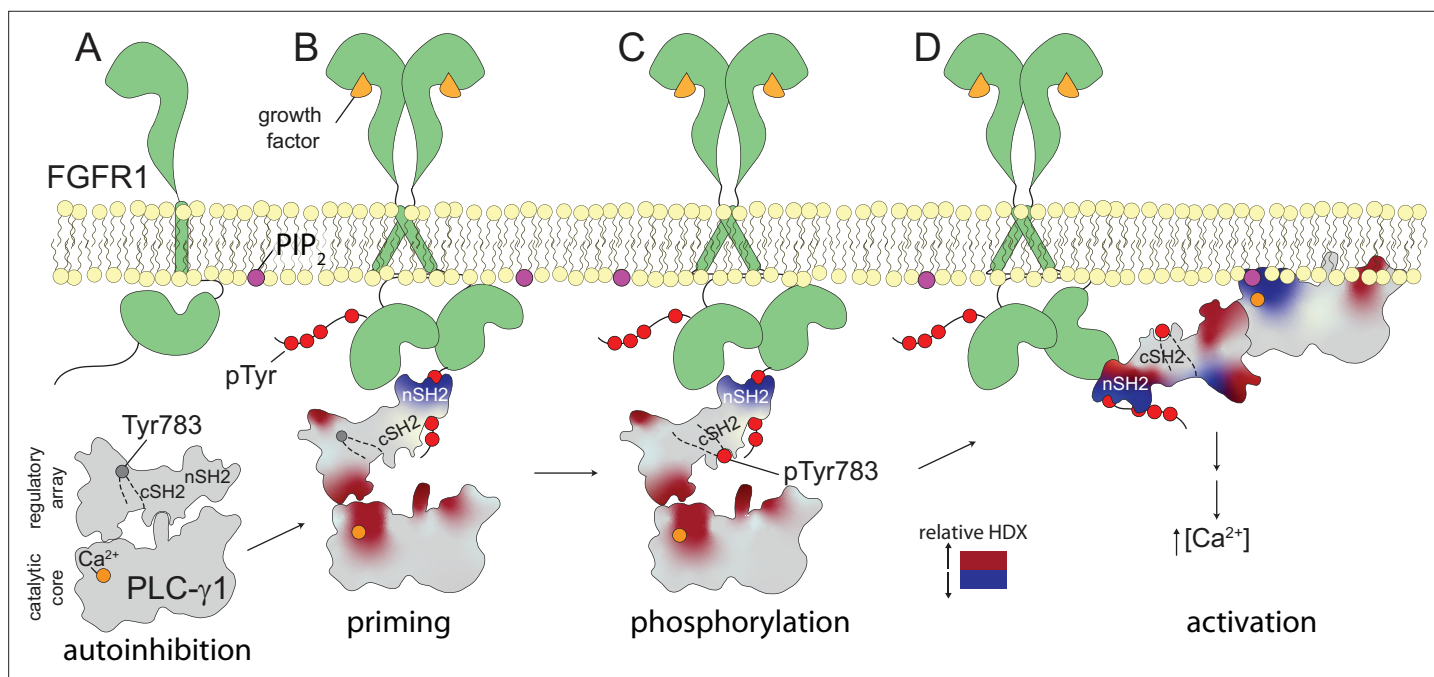 A
B
C
D
growth
factor
FGFR1
PIP2
pTyr
nSH2
cSH2
nSH2
cSH2
cSH2
nSH2
Tyr783
pTyr783
regulatory
array
cSH2
nSH2
catalytic
core
Ca2+
PLC-γ1
relative HDX
↑ [Ca2+]
autoinhibition
priming
phosphorylation
activation